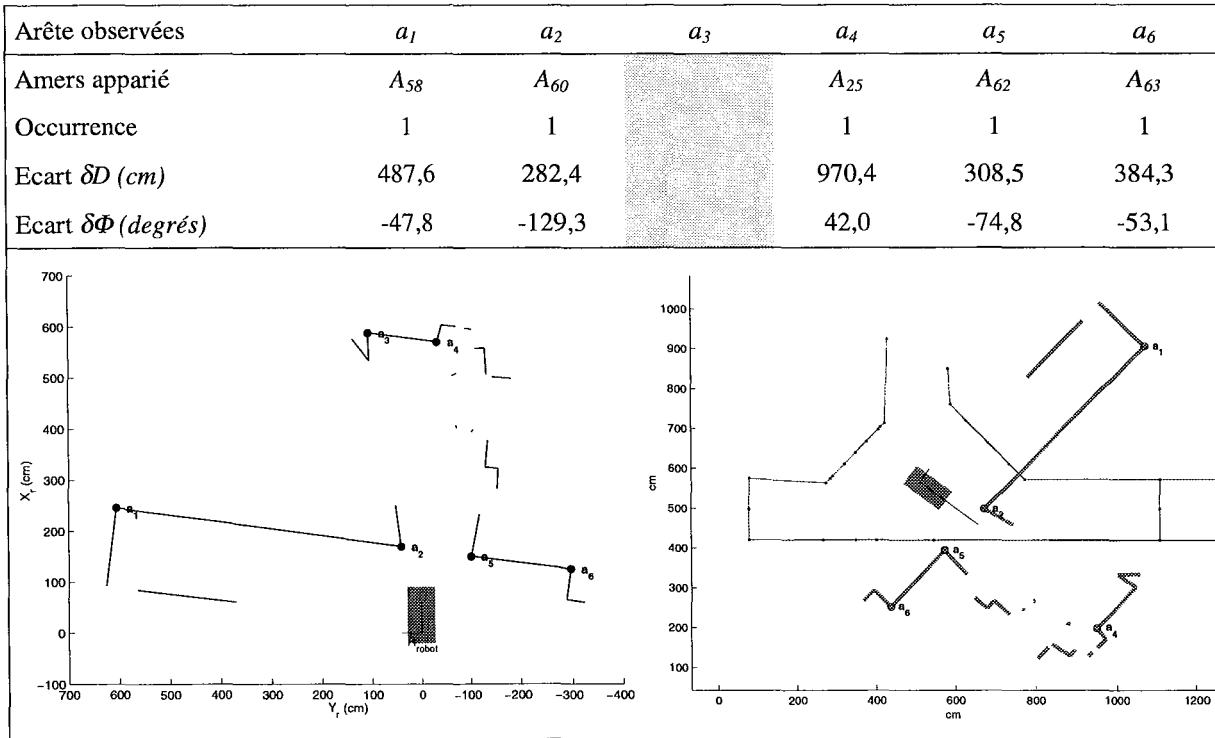 Arête observées a1 a2 a3 a4 a5 a6
Amers apparié A58 A60 A25 A62 A63
Occurrence 1 1 1 1 1
Ecart δD (cm) 487,6 282,4 970,4 308,5 384,3
Ecart δΦ (degrés) -47,8 -129,3 42,0 -74,8 -53,1
700
600
500
400
300
200
100
0
-100
Xr (cm)
a3
a4
a1
a2
a5
a6
robot
700 600 500 400 300 200 100 0 -100 -200 -300 -400
Yr (cm)
1000
900
800
700
600
500
400
300
200
100
cm
a1
a2
a5
a6
a4
0 200 400 600 800 1000 1200
cm